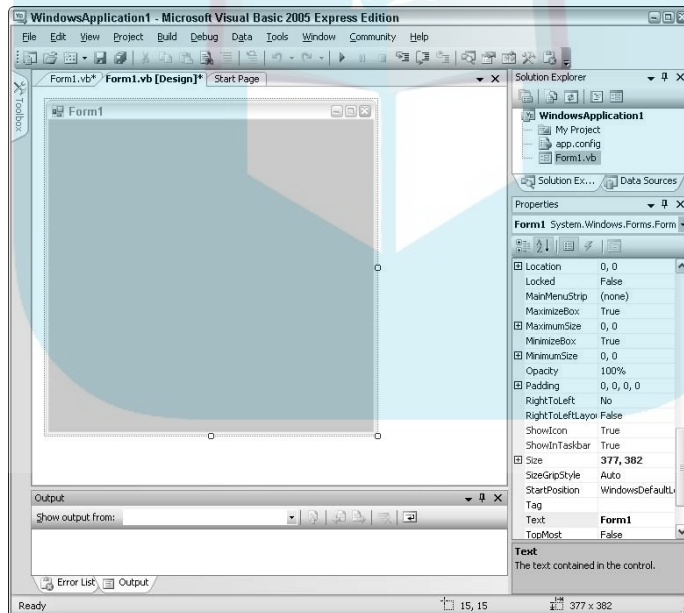 WindowsApplication1 - Microsoft Visual Basic 2005 Express Edition
File Edit View Project Build Debug Data Tools Window Community Help
Toolbox
Form1.vb* Form1.vb [Design]* Start Page
Form1
Solution Explorer
WindowsApplication1
My Project
app.config
Form1.vb
Solution Ex... Data Sources
Properties
Form1 System.Windows.Forms.Form
Location 0, 0
Locked False
MainMenuStrip (none)
MaximizeBox True
MaximumSize 0, 0
MinimizeBox True
MinimumSize 0, 0
Opacity 100%
Padding 0, 0, 0, 0
RightToLeft No
RightToLeftLayou False
ShowIcon True
ShowInTaskbar True
Size 377, 382
SizeGripStyle Auto
StartPosition WindowsDefaultL
Tag
Text Form1
TopMost False
Text
The text contained in the control.
Output
Show output from:
Error List Output
Ready 15, 15 377 x 382